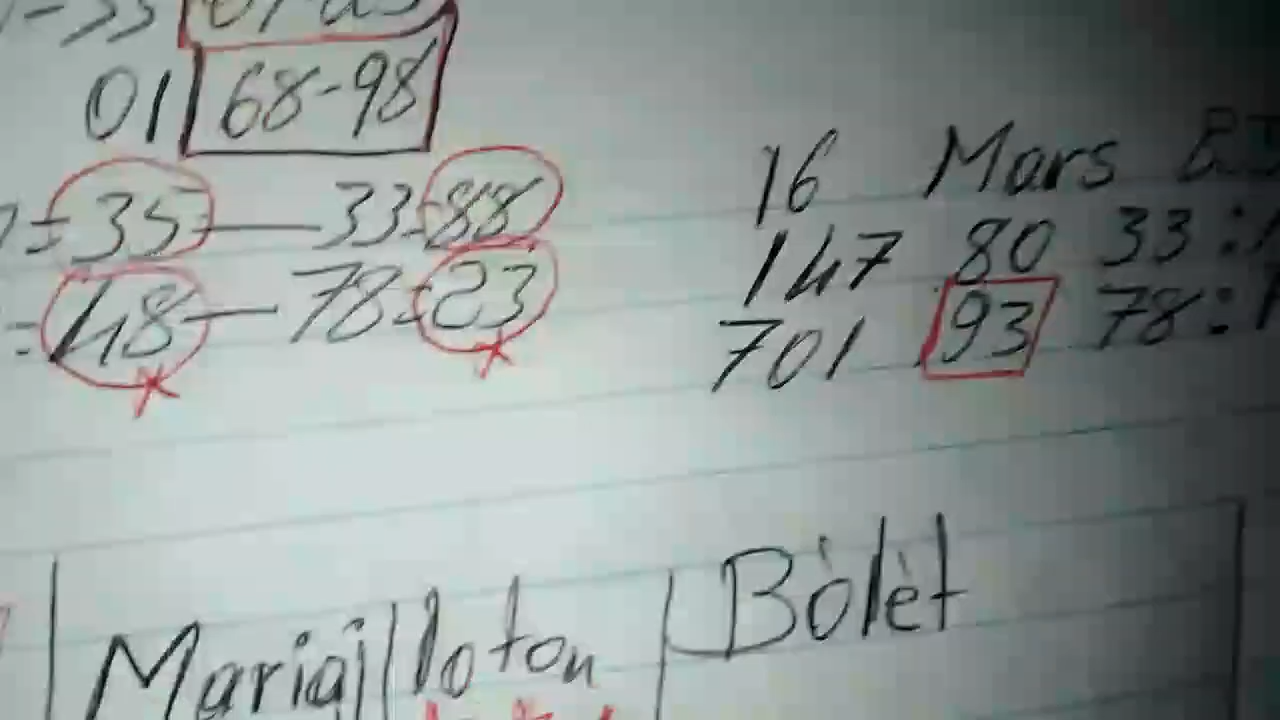 01 68-98
=35—33=88
=48—78=23
16 Mars
147 80 33:
701 93 78:
Mariaj loton Bòlèt